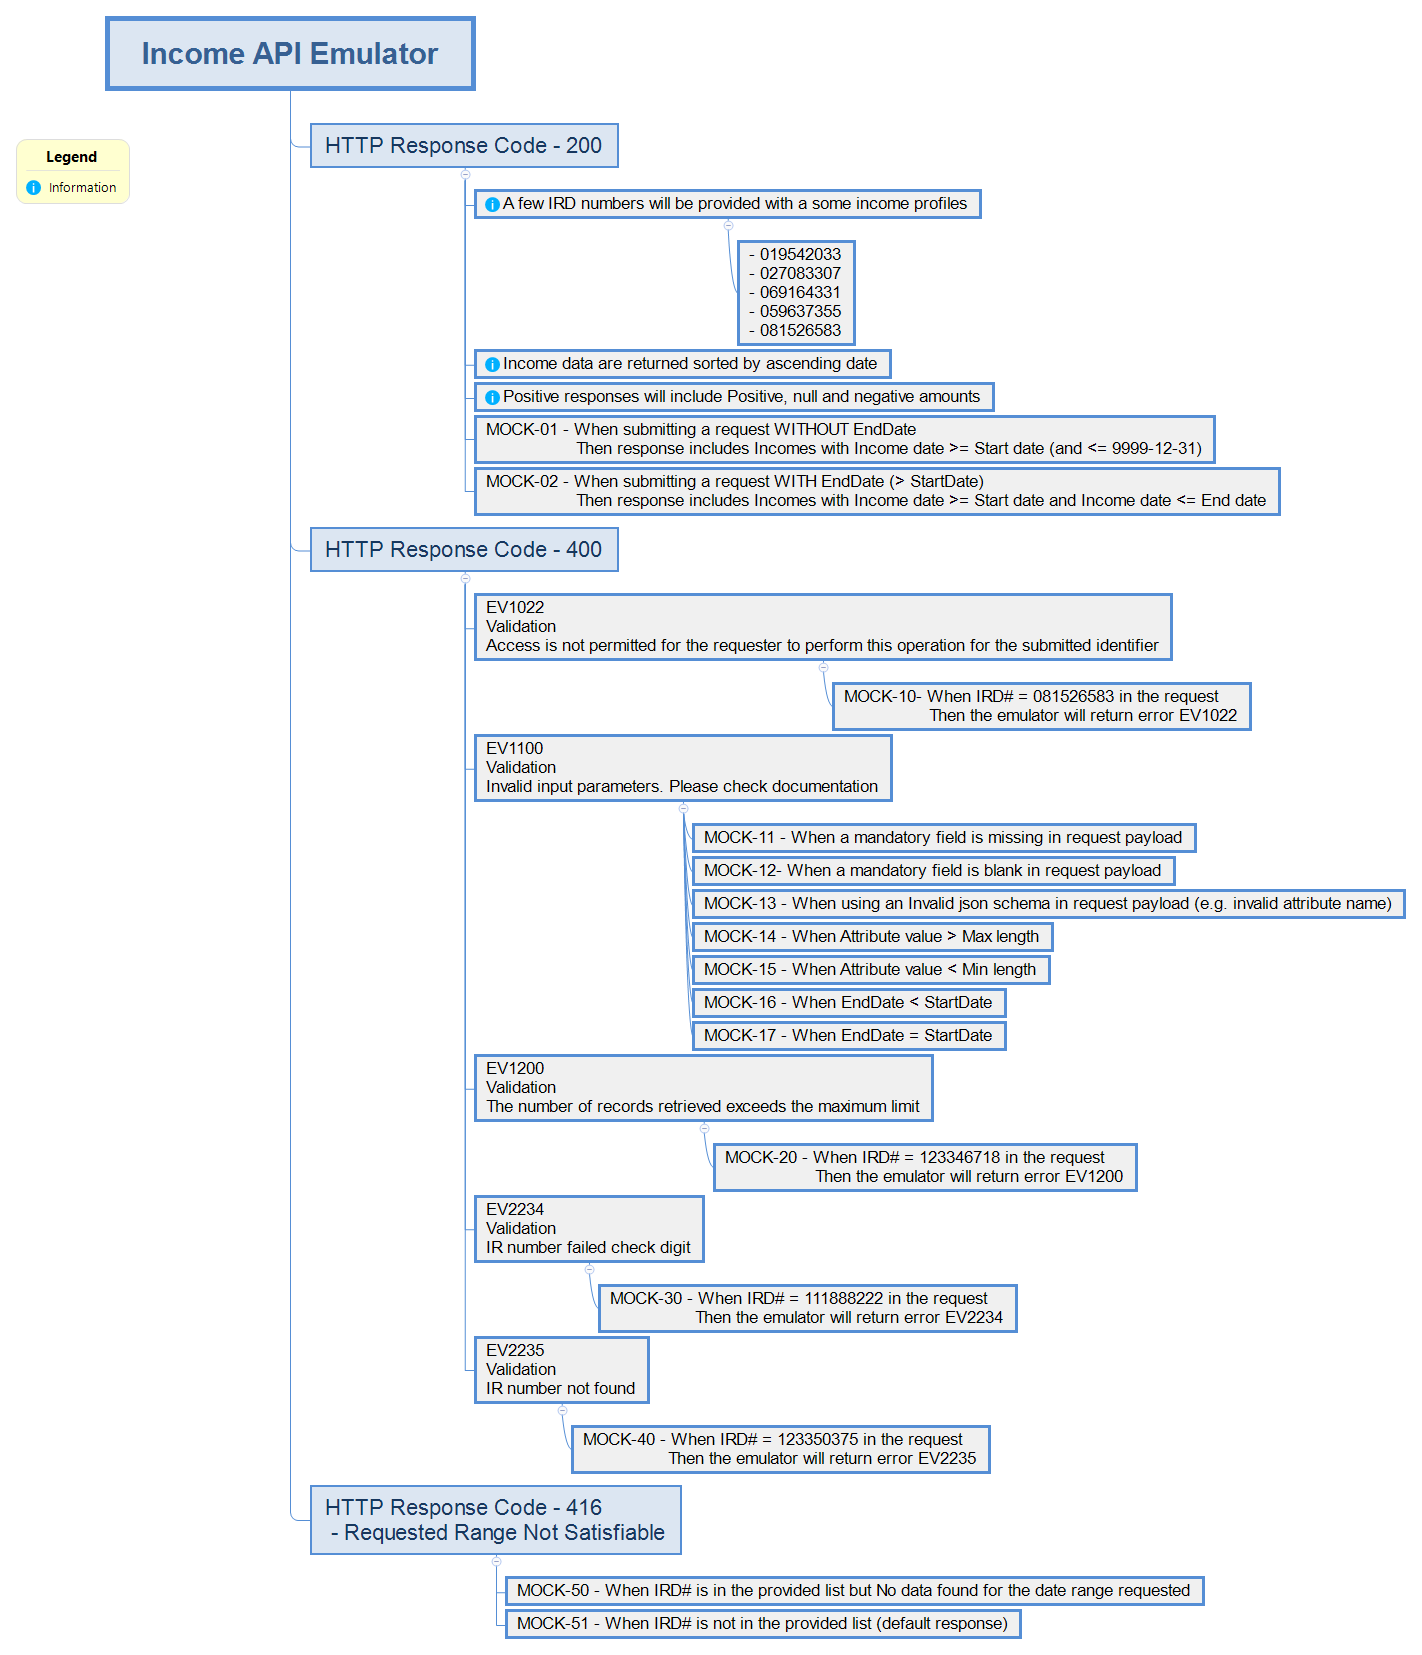 Income API Emulator
Legend
Information
HTTP Response Code - 200
A few IRD numbers will be provided with a some income profiles
- 019542033
- 027083307
- 069164331
- 059637355
- 081526583
Income data are returned sorted by ascending date
Positive responses will include Positive, null and negative amounts
MOCK-01 - When submitting a request WITHOUT EndDate
Then response includes Incomes with Income date >= Start date (and <= 9999-12-31)
MOCK-02 - When submitting a request WITH EndDate (> StartDate)
Then response includes Incomes with Income date >= Start date and Income date <= End date
HTTP Response Code - 400
EV1022
Validation
Access is not permitted for the requester to perform this operation for the submitted identifier
MOCK-10- When IRD# = 081526583 in the request
Then the emulator will return error EV1022
EV1100
Validation
Invalid input parameters. Please check documentation
MOCK-11 - When a mandatory field is missing in request payload
MOCK-12- When a mandatory field is blank in request payload
MOCK-13 - When using an Invalid json schema in request payload (e.g. invalid attribute name)
MOCK-14 - When Attribute value > Max length
MOCK-15 - When Attribute value < Min length
MOCK-16 - When EndDate < StartDate
MOCK-17 - When EndDate = StartDate
EV1200
Validation
The number of records retrieved exceeds the maximum limit
MOCK-20 - When IRD# = 123346718 in the request
Then the emulator will return error EV1200
EV2234
Validation
IR number failed check digit
MOCK-30 - When IRD# = 111888222 in the request
Then the emulator will return error EV2234
EV2235
Validation
IR number not found
MOCK-40 - When IRD# = 123350375 in the request
Then the emulator will return error EV2235
HTTP Response Code - 416
- Requested Range Not Satisfiable
MOCK-50 - When IRD# is in the provided list but No data found for the date range requested
MOCK-51 - When IRD# is not in the provided list (default response)